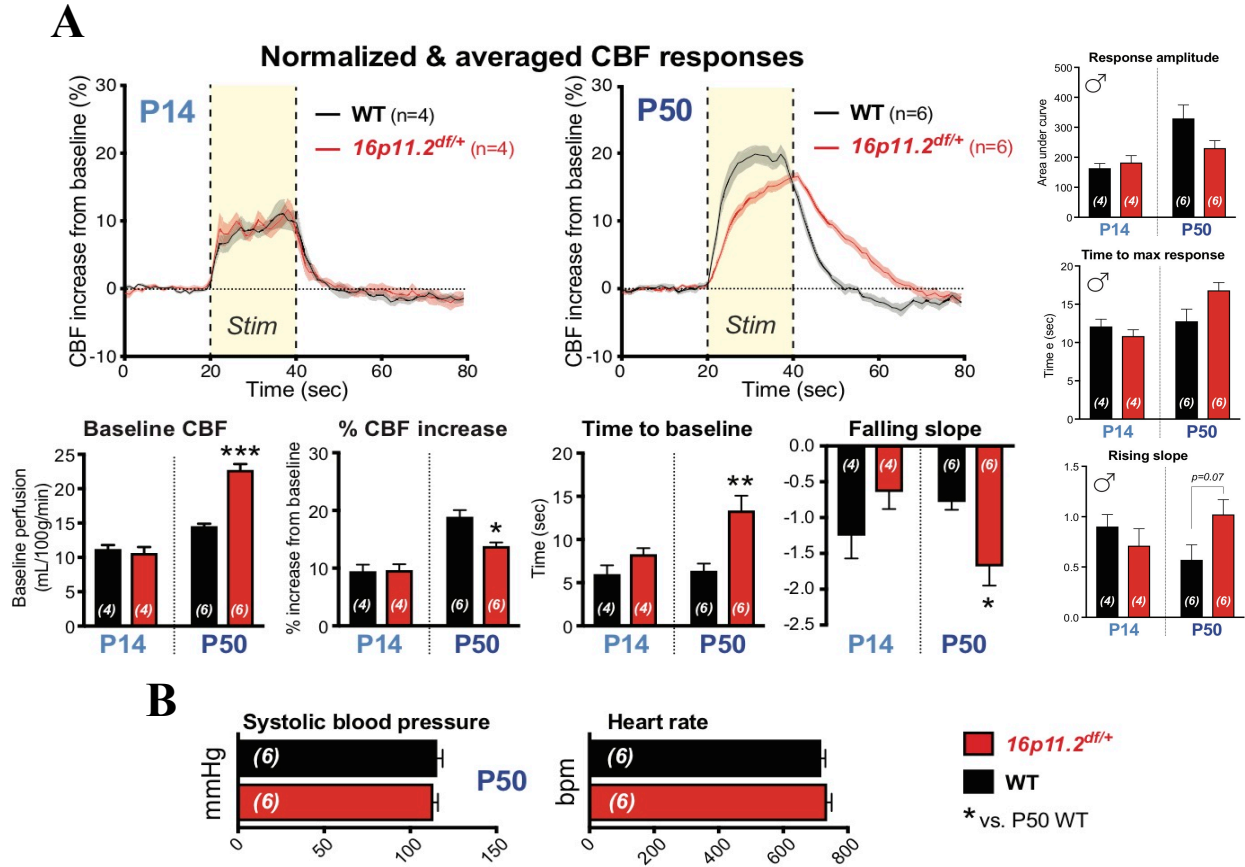 A
Normalized & averaged CBF responses
CBF increase from baseline (%)
30
20
10
0
-10
P14
WT (n=4)
16p11.2df/+ (n=4)
Stim
0 20 40 60 80
Time (sec)
CBF increase from baseline (%)
30
20
10
0
-10
P50
WT (n=6)
16p11.2df/+ (n=6)
Stim
0 20 40 60 80
Time (sec)
Response amplitude
♂
Area under curve
500
400
300
200
100
0
(4) (4) (6) (6)
P14 P50
Time to max response
♂
Time e (sec)
20
15
10
5
0
(4) (4) (6) (6)
P14 P50
Rising slope
♂
p=0.07
1.5
1.0
0.5
0.0
(4) (4) (6) (6)
P14 P50
Baseline CBF
Baseline perfusion
(mL/100g/min)
25
20
15
10
5
0
***
(4) (4) (6) (6)
P14 P50
% CBF increase
% increase from baseline
30
20
10
0
*
(4) (4) (6) (6)
P14 P50
Time to baseline
Time (sec)
20
15
10
5
0
**
(4) (4) (6) (6)
P14 P50
Falling slope
0.0
-0.5
-1.0
-1.5
-2.0
-2.5
(4) (4) (6) (6)
*
P14 P50
B
Systolic blood pressure
mmHg
(6)
(6)
P50
0 50 100 150
Heart rate
bpm
(6)
(6)
0 200 400 600 800
16p11.2df/+
WT
* vs. P50 WT